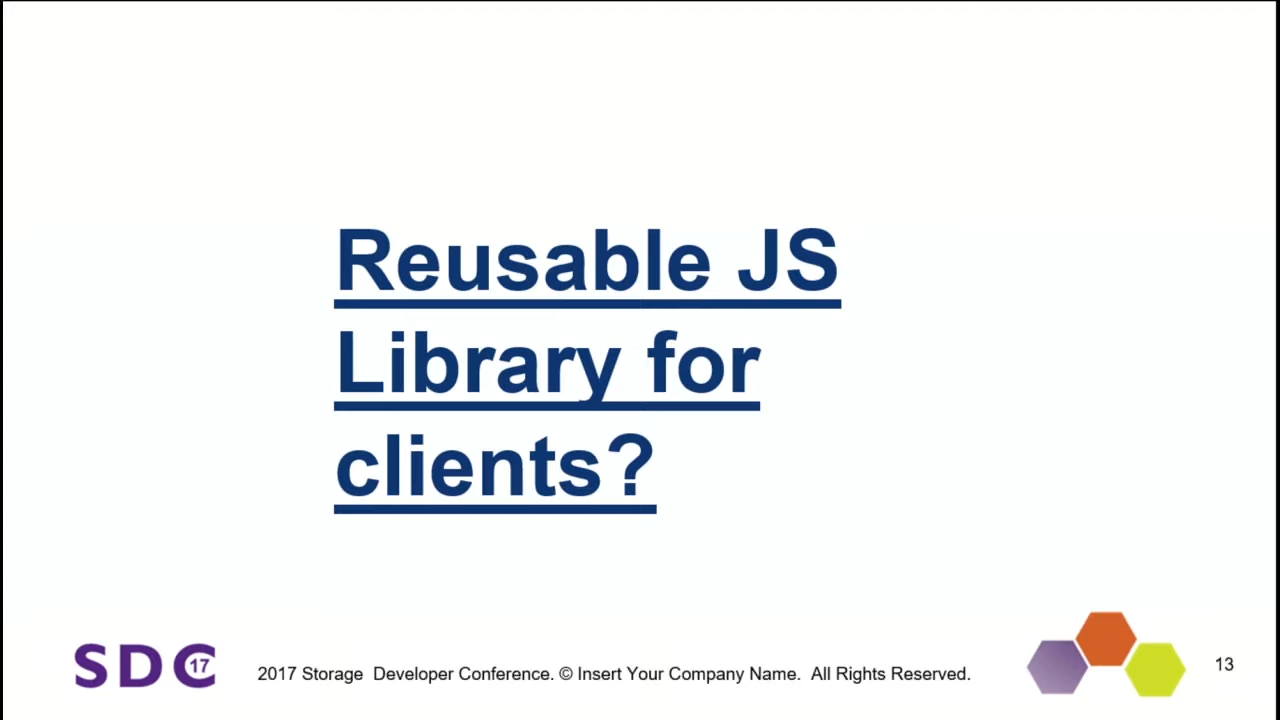 Reusable JS
Library for
clients?
SDC 17
2017 Storage Developer Conference. © Insert Your Company Name. All Rights Reserved.
13